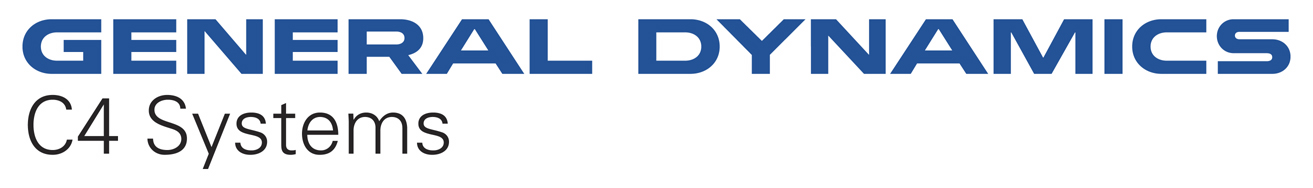 GENERAL DYNAMICS
C4 Systems